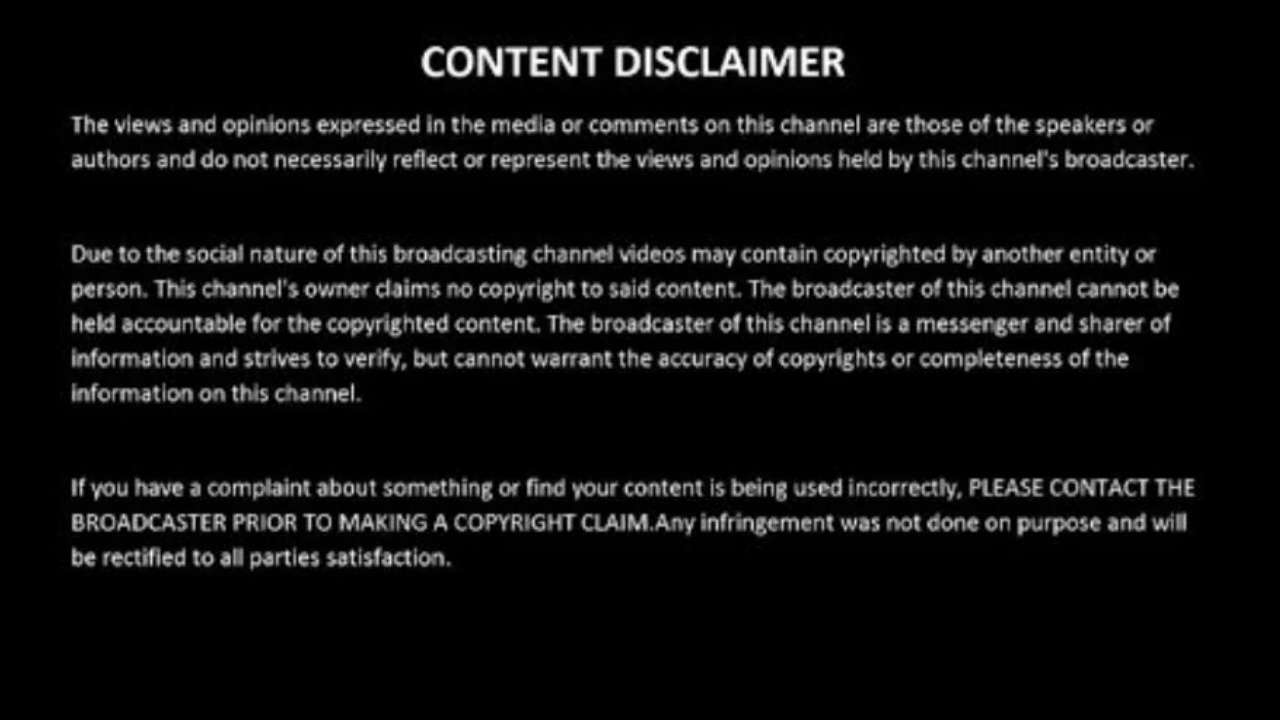 CONTENT DISCLAIMER
The views and opinions expressed in the media or comments on this channel are those of the speakers or
authors and do not necessarily reflect or represent the views and opinions held by this channel's broadcaster.
Due to the social nature of this broadcasting channel videos may contain copyrighted by another entity or
person. This channel's owner claims no copyright to said content. The broadcaster of this channel cannot be
held accountable for the copyrighted content. The broadcaster of this channel is a messenger and sharer of
information and strives to verify, but cannot warrant the accuracy of copyrights or completeness of the
information on this channel.
If you have a complaint about something or find your content is being used incorrectly, PLEASE CONTACT THE
BROADCASTER PRIOR TO MAKING A COPYRIGHT CLAIM.Any infringement was not done on purpose and will
be rectified to all parties satisfaction.